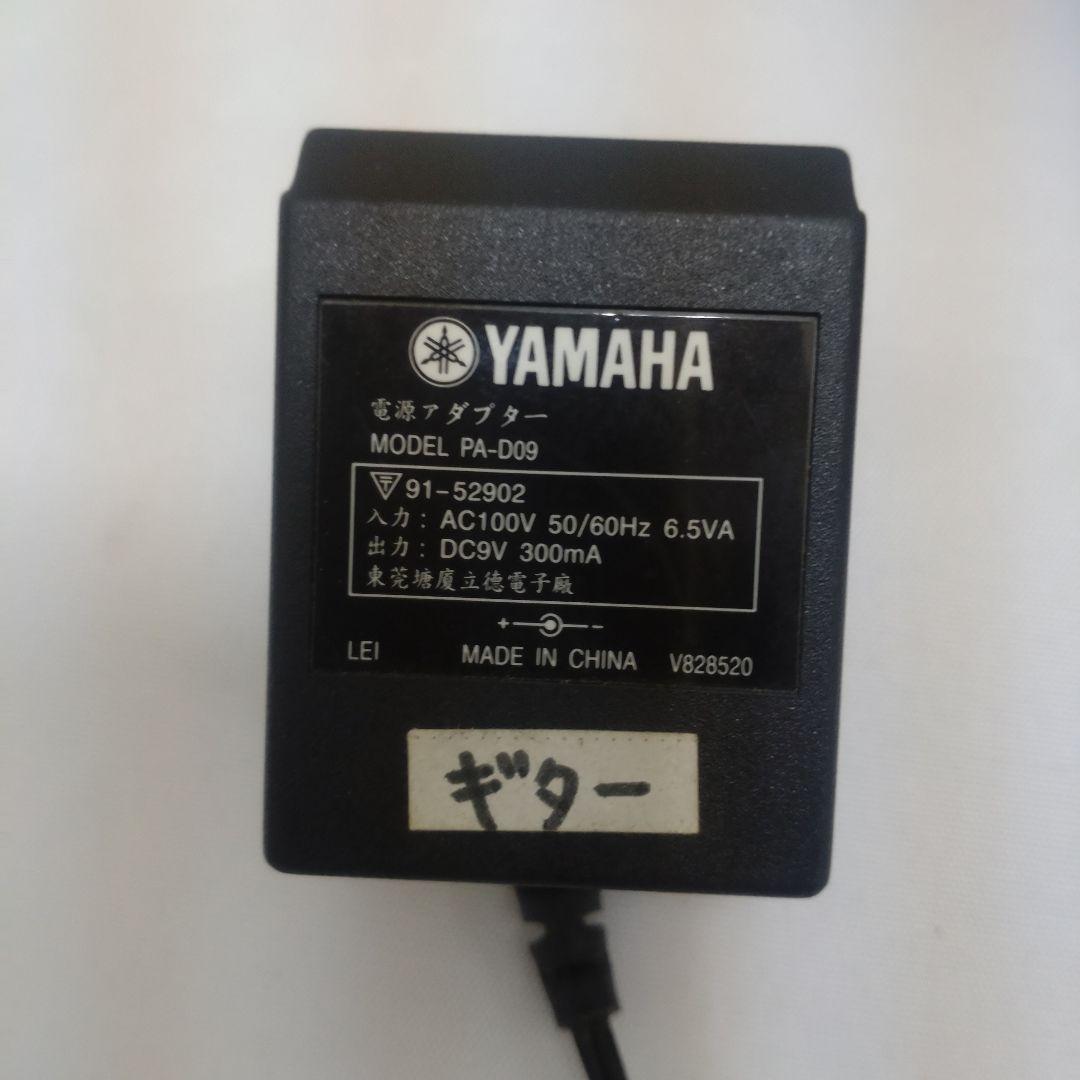 YAMAHA
電源アダプター
MODEL PA-D09
〒91-52902
入力: AC100V 50/60Hz 6.5VA
出力: DC9V 300mA
東莞塘廈立德電子廠
+ -
LEI MADE IN CHINA V828520
ギター